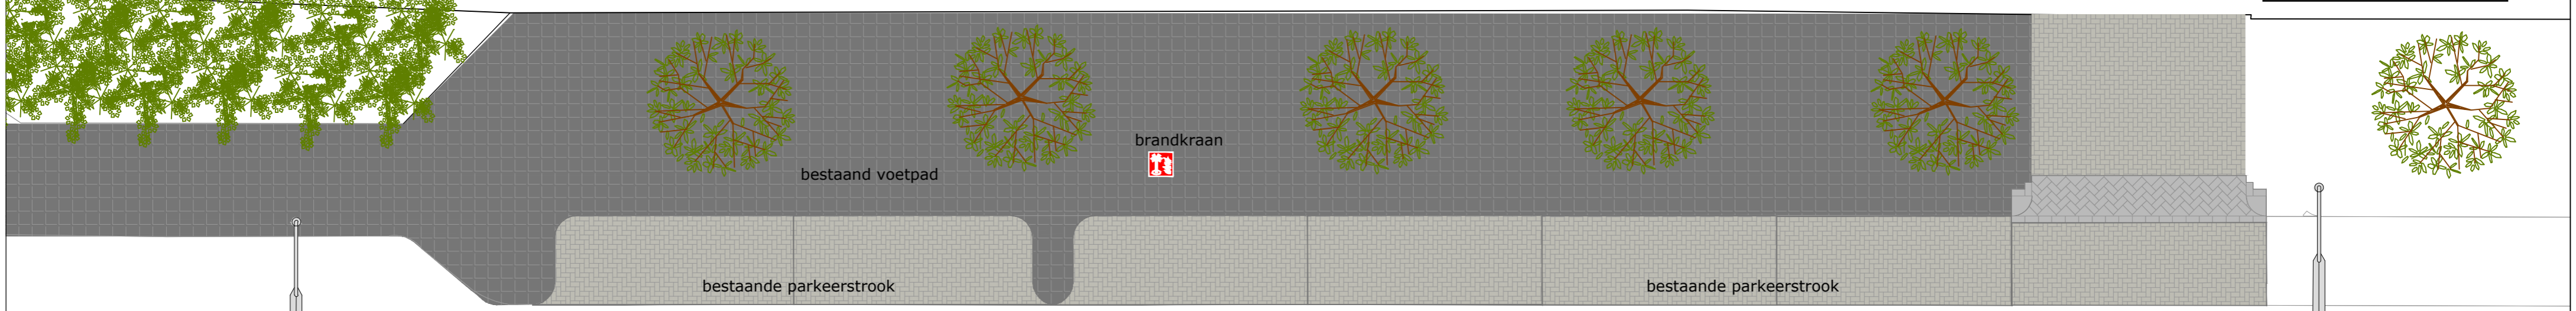 brandkraan
bestaand voetpad
bestaande parkeerstrook
bestaande parkeerstrook